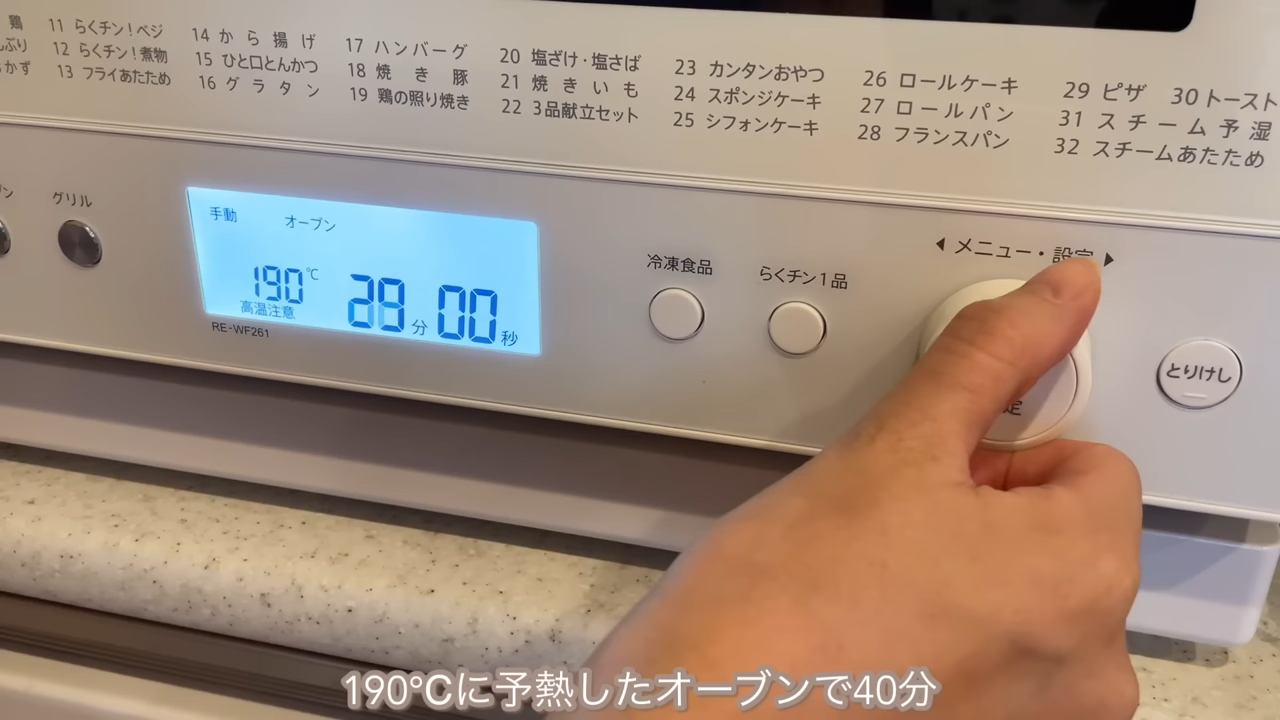 鶏 11 らくチン!ベジ 14 から揚げ 17 ハンバーグ 20 塩ざけ・塩さば 23 カンタンおやつ 26 ロールケーキ 29 ピザ 30 トースト
ぶり 12 らくチン!煮物 15 ひと口とんかつ 18 焼き豚 21 焼きいも 24 スポンジケーキ 27 ロールパン 31 スチーム予湿
かず 13 フライあたため 16 グラタン 19 鶏の照り焼き 22 3品献立セット 25 シフォンケーキ 28 フランスパン 32 スチームあたため
グリル
手動 オーブン
190℃ 28分00秒
高温注意
RE-WF261
冷凍食品
らくチン1品
◀メニュー・設定▶
定
とりけし
190℃に予熱したオーブンで40分